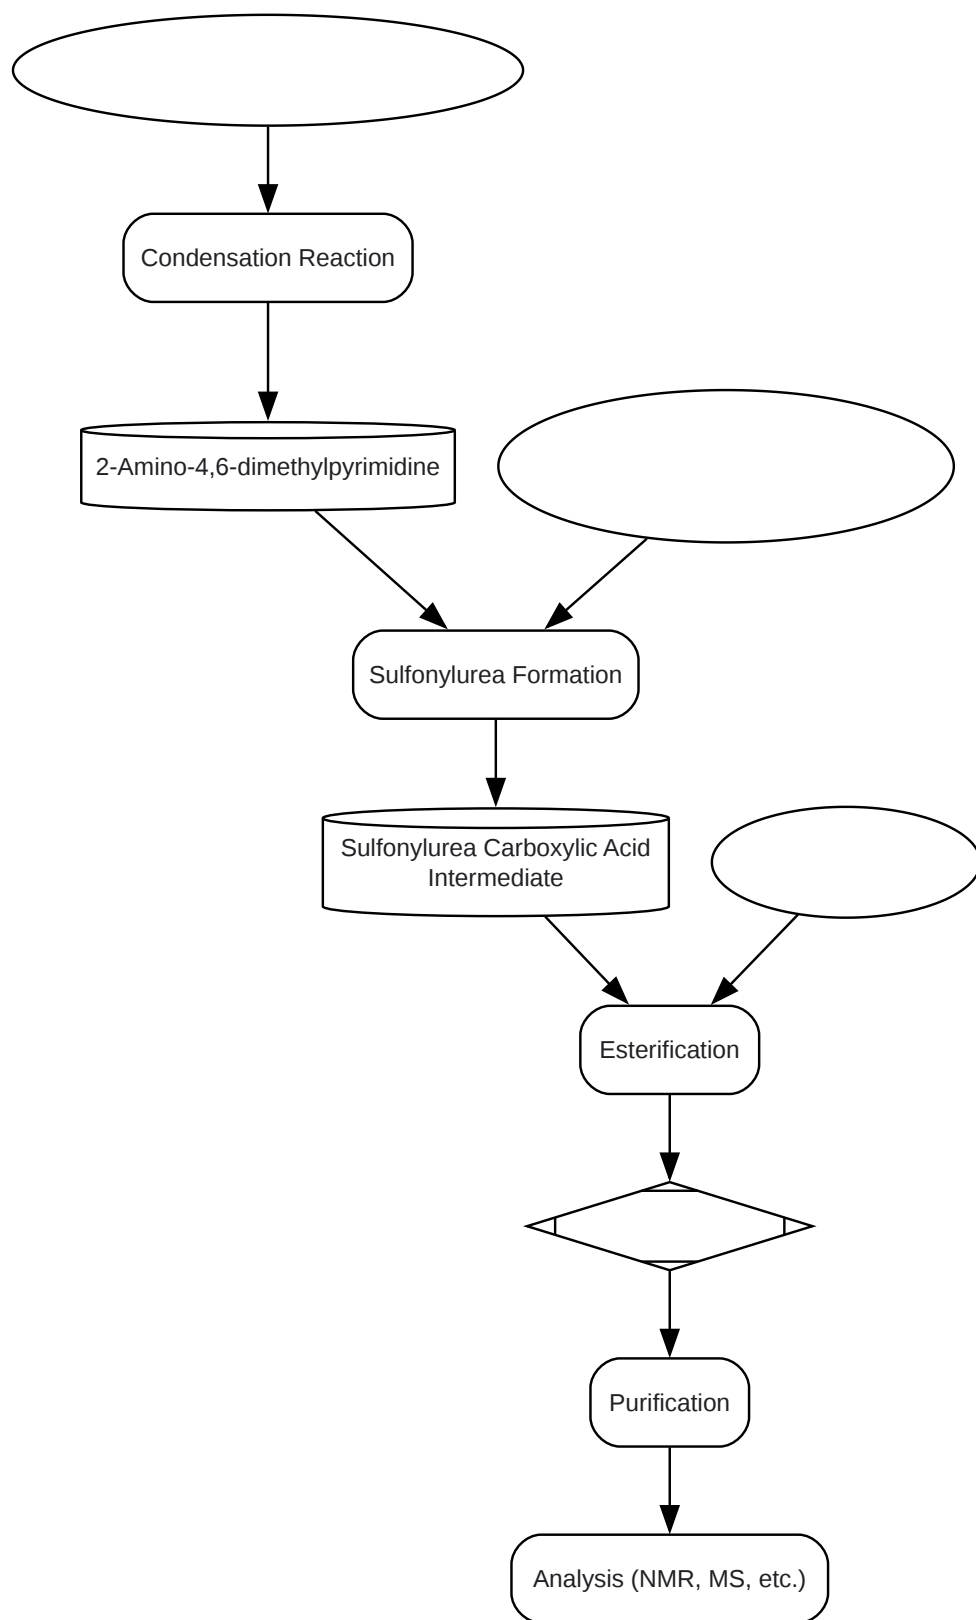 Condensation Reaction
2-Amino-4,6-dimethylpyrimidine
Sulfonylurea Formation
Sulfonylurea Carboxylic Acid
Intermediate
Esterification
Purification
Analysis (NMR, MS, etc.)